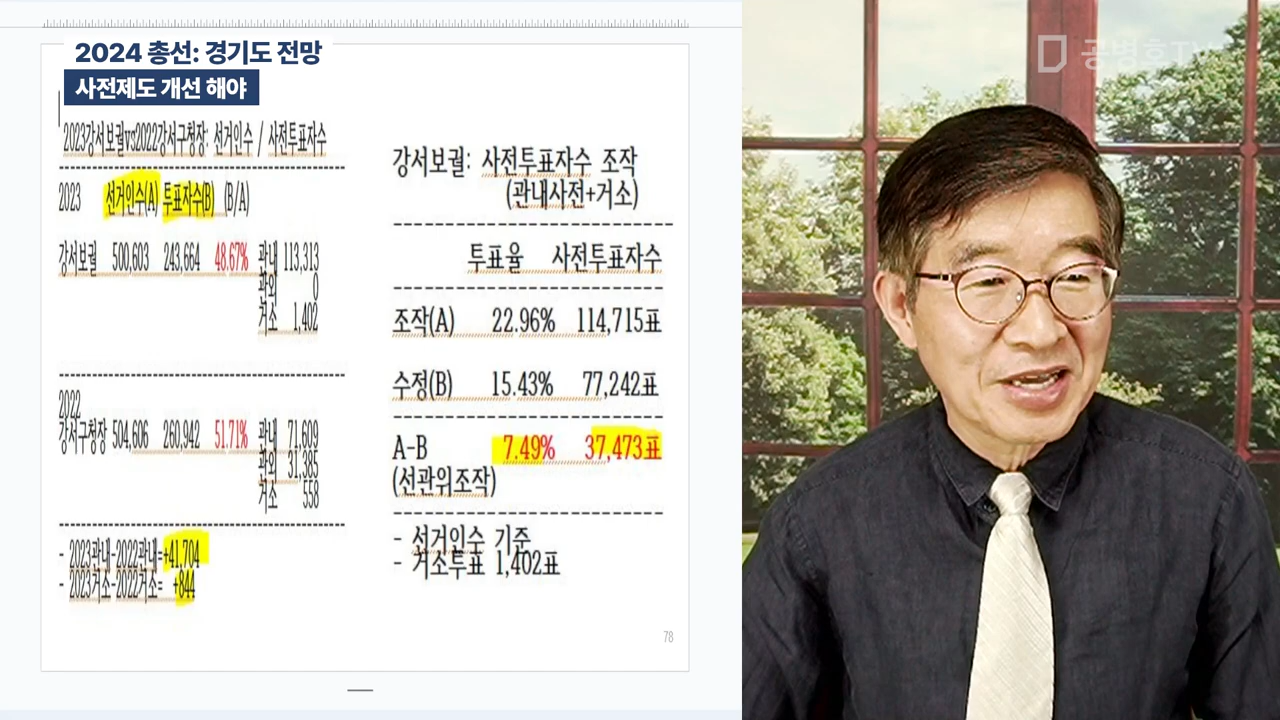 2024 총선: 경기도 전망
사전제도 개선 해야
2023강서보궐vs2022강서구청장: 선거인수 / 사전투표자수
2023 선거인수(A) 투표자수(B) (B/A)
강서보궐 500,603 243,664 48.67% 관내 113,313
관외 0
거소 1,402
2022
강서구청장 504,606 260,942 51.71% 관내 71,609
관외 31,385
거소 558
- 2023관내-2022관내=+41,704
- 2023거소-2022거소= +844
강서보궐: 사전투표자수 조작
(관내사전+거소)
투표율 사전투표자수
조작(A) 22.96% 114,715표
수정(B) 15.43% 77,242표
A-B 7.49% 37,473표
(선관위조작)
- 선거인수 기준
- 거소투표 1,402표
78
공병호TV